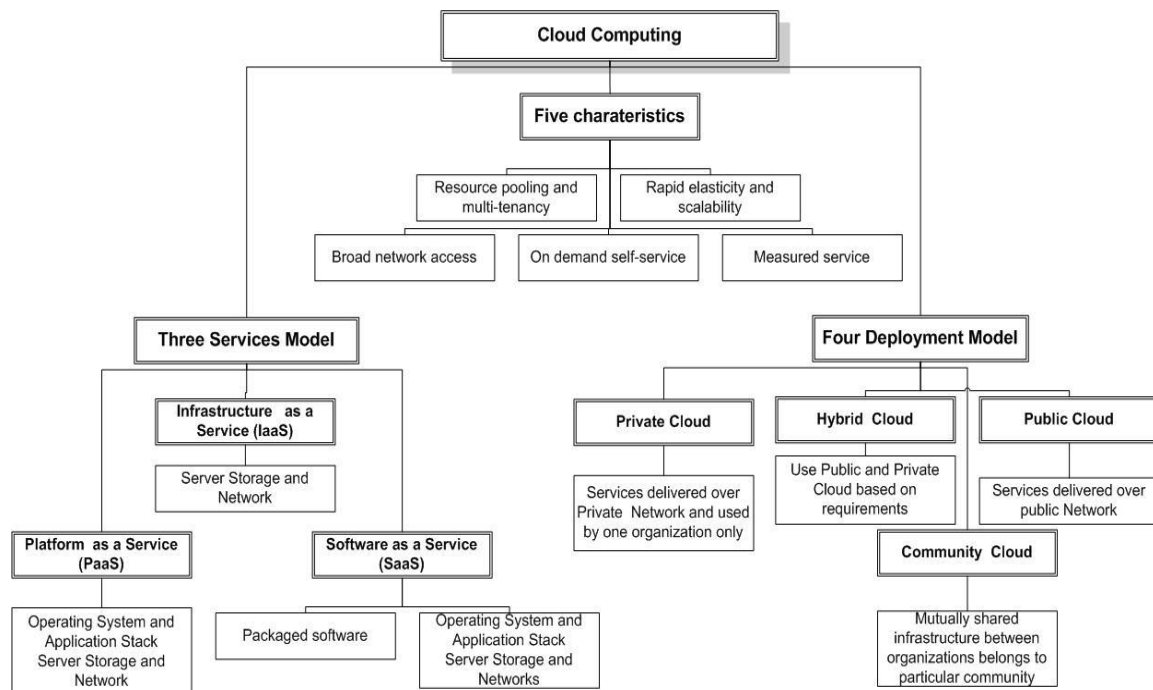 Cloud Computing
Five charateristics
Resource pooling and
multi-tenancy
Rapid elasticity and
scalability
Broad network access
On demand self-service
Measured service
Three Services Model
Four Deployment Model
Infrastructure as a
Service (IaaS)
Server Storage and
Network
Platform as a Service
(PaaS)
Operating System and
Application Stack
Server Storage and
Network
Software as a Service
(SaaS)
Packaged software
Operating System and
Application Stack
Server Storage and
Networks
Private Cloud
Services delivered over
Private Network and used
by one organization only
Hybrid Cloud
Use Public and Private
Cloud based on
requirements
Public Cloud
Services delivered over
public Network
Community Cloud
Mutually shared
infrastructure between
organizations belongs to
particular community